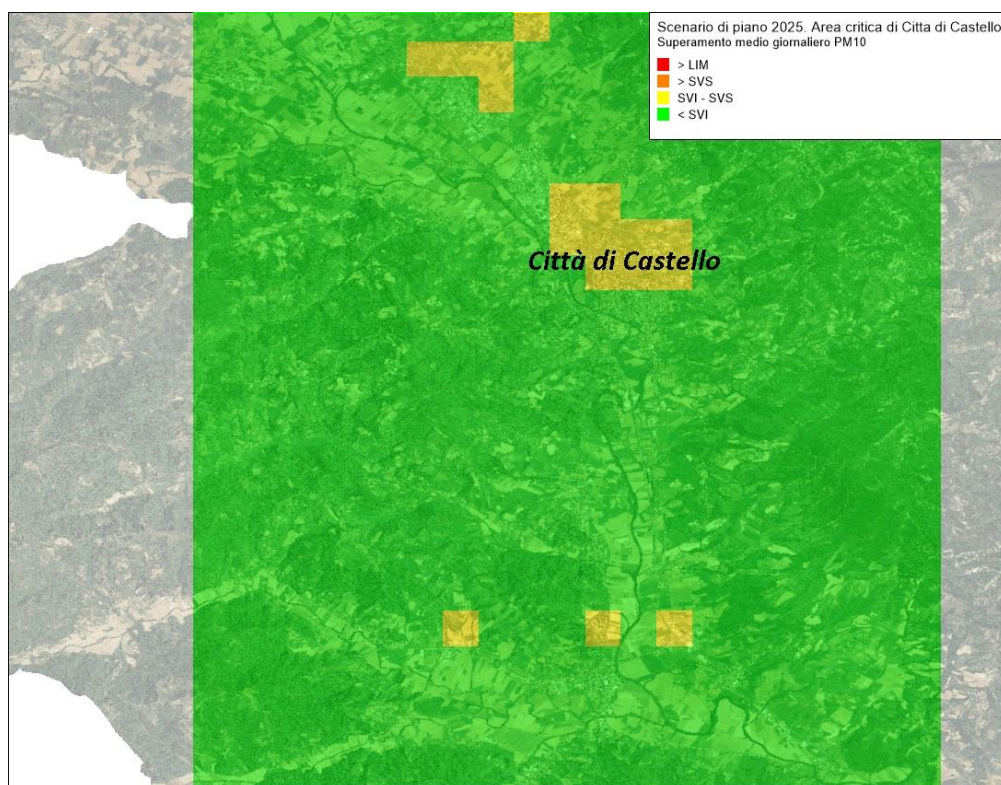 Scenario di piano 2025. Area critica di Citta di Castello
Superamento medio giornaliero PM10
> LIM
> SVS
SVI - SVS
< SVI
Città di Castello